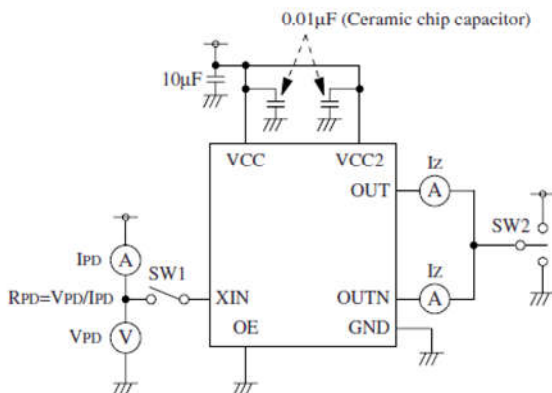 0.01µF (Ceramic chip capacitor)
10µF
VCC
VCC2
OUT
IZ
A
SW2
IPD
A
SW1
RPD=VPD/IPD
XIN
OUTN
IZ
A
OE
GND
VPD
V